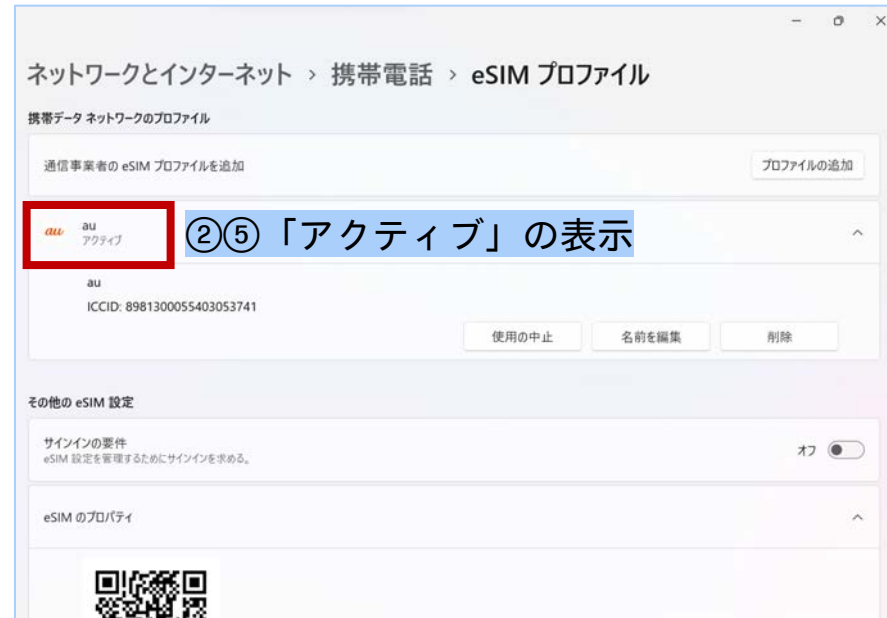 ネットワークとインターネット › 携帯電話 › eSIM プロファイル
携帯データ ネットワークのプロファイル
通信事業者の eSIM プロファイルを追加
プロファイルの追加
au au
アクティブ
②⑤「アクティブ」の表示
au
ICCID: 8981300055403053741
使用の中止 名前を編集 削除
その他の eSIM 設定
サインインの要件
eSIM 設定を管理するためにサインインを求める。
オフ
eSIM のプロパティ